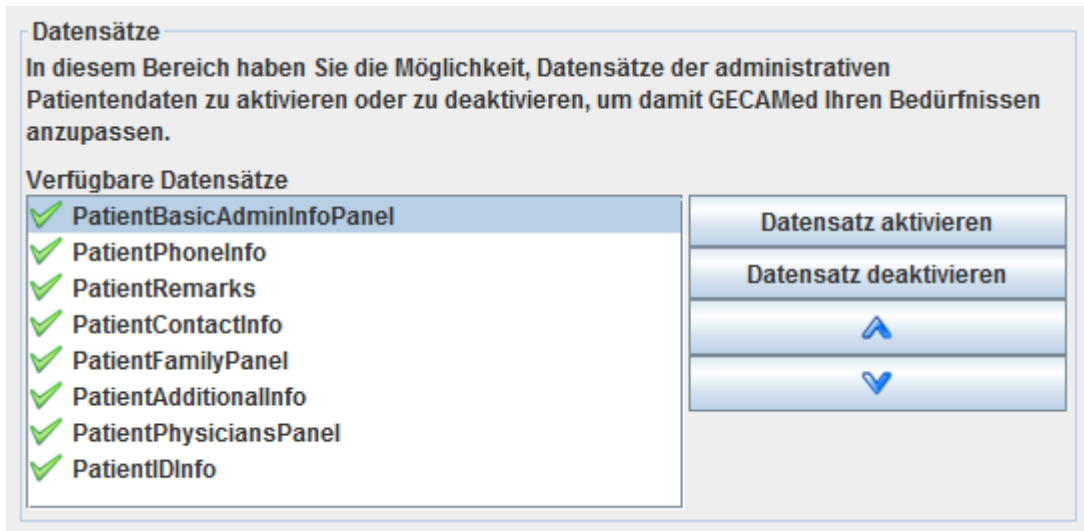 Datensätze
In diesem Bereich haben Sie die Möglichkeit, Datensätze der administrativen
Patientendaten zu aktivieren oder zu deaktivieren, um damit GECAMed Ihren Bedürfnissen
anzupassen.
Verfügbare Datensätze
PatientBasicAdminInfoPanel
PatientPhoneInfo
PatientRemarks
PatientContactInfo
PatientFamilyPanel
PatientAdditionalInfo
PatientPhysiciansPanel
PatientIDInfo
Datensatz aktivieren
Datensatz deaktivieren